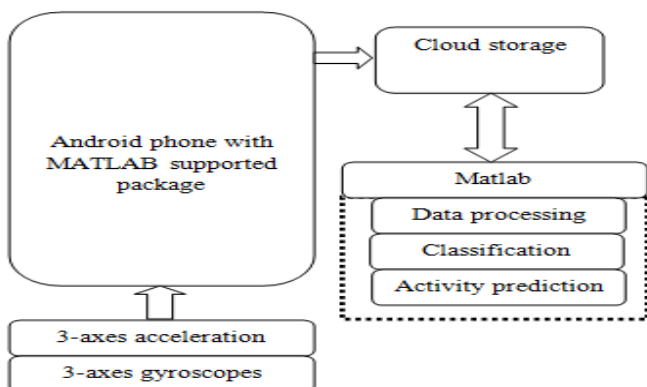 Cloud storage
Android phone with
MATLAB supported
package
Matlab
Data processing
Classification
Activity prediction
3-axes acceleration
3-axes gyroscopes